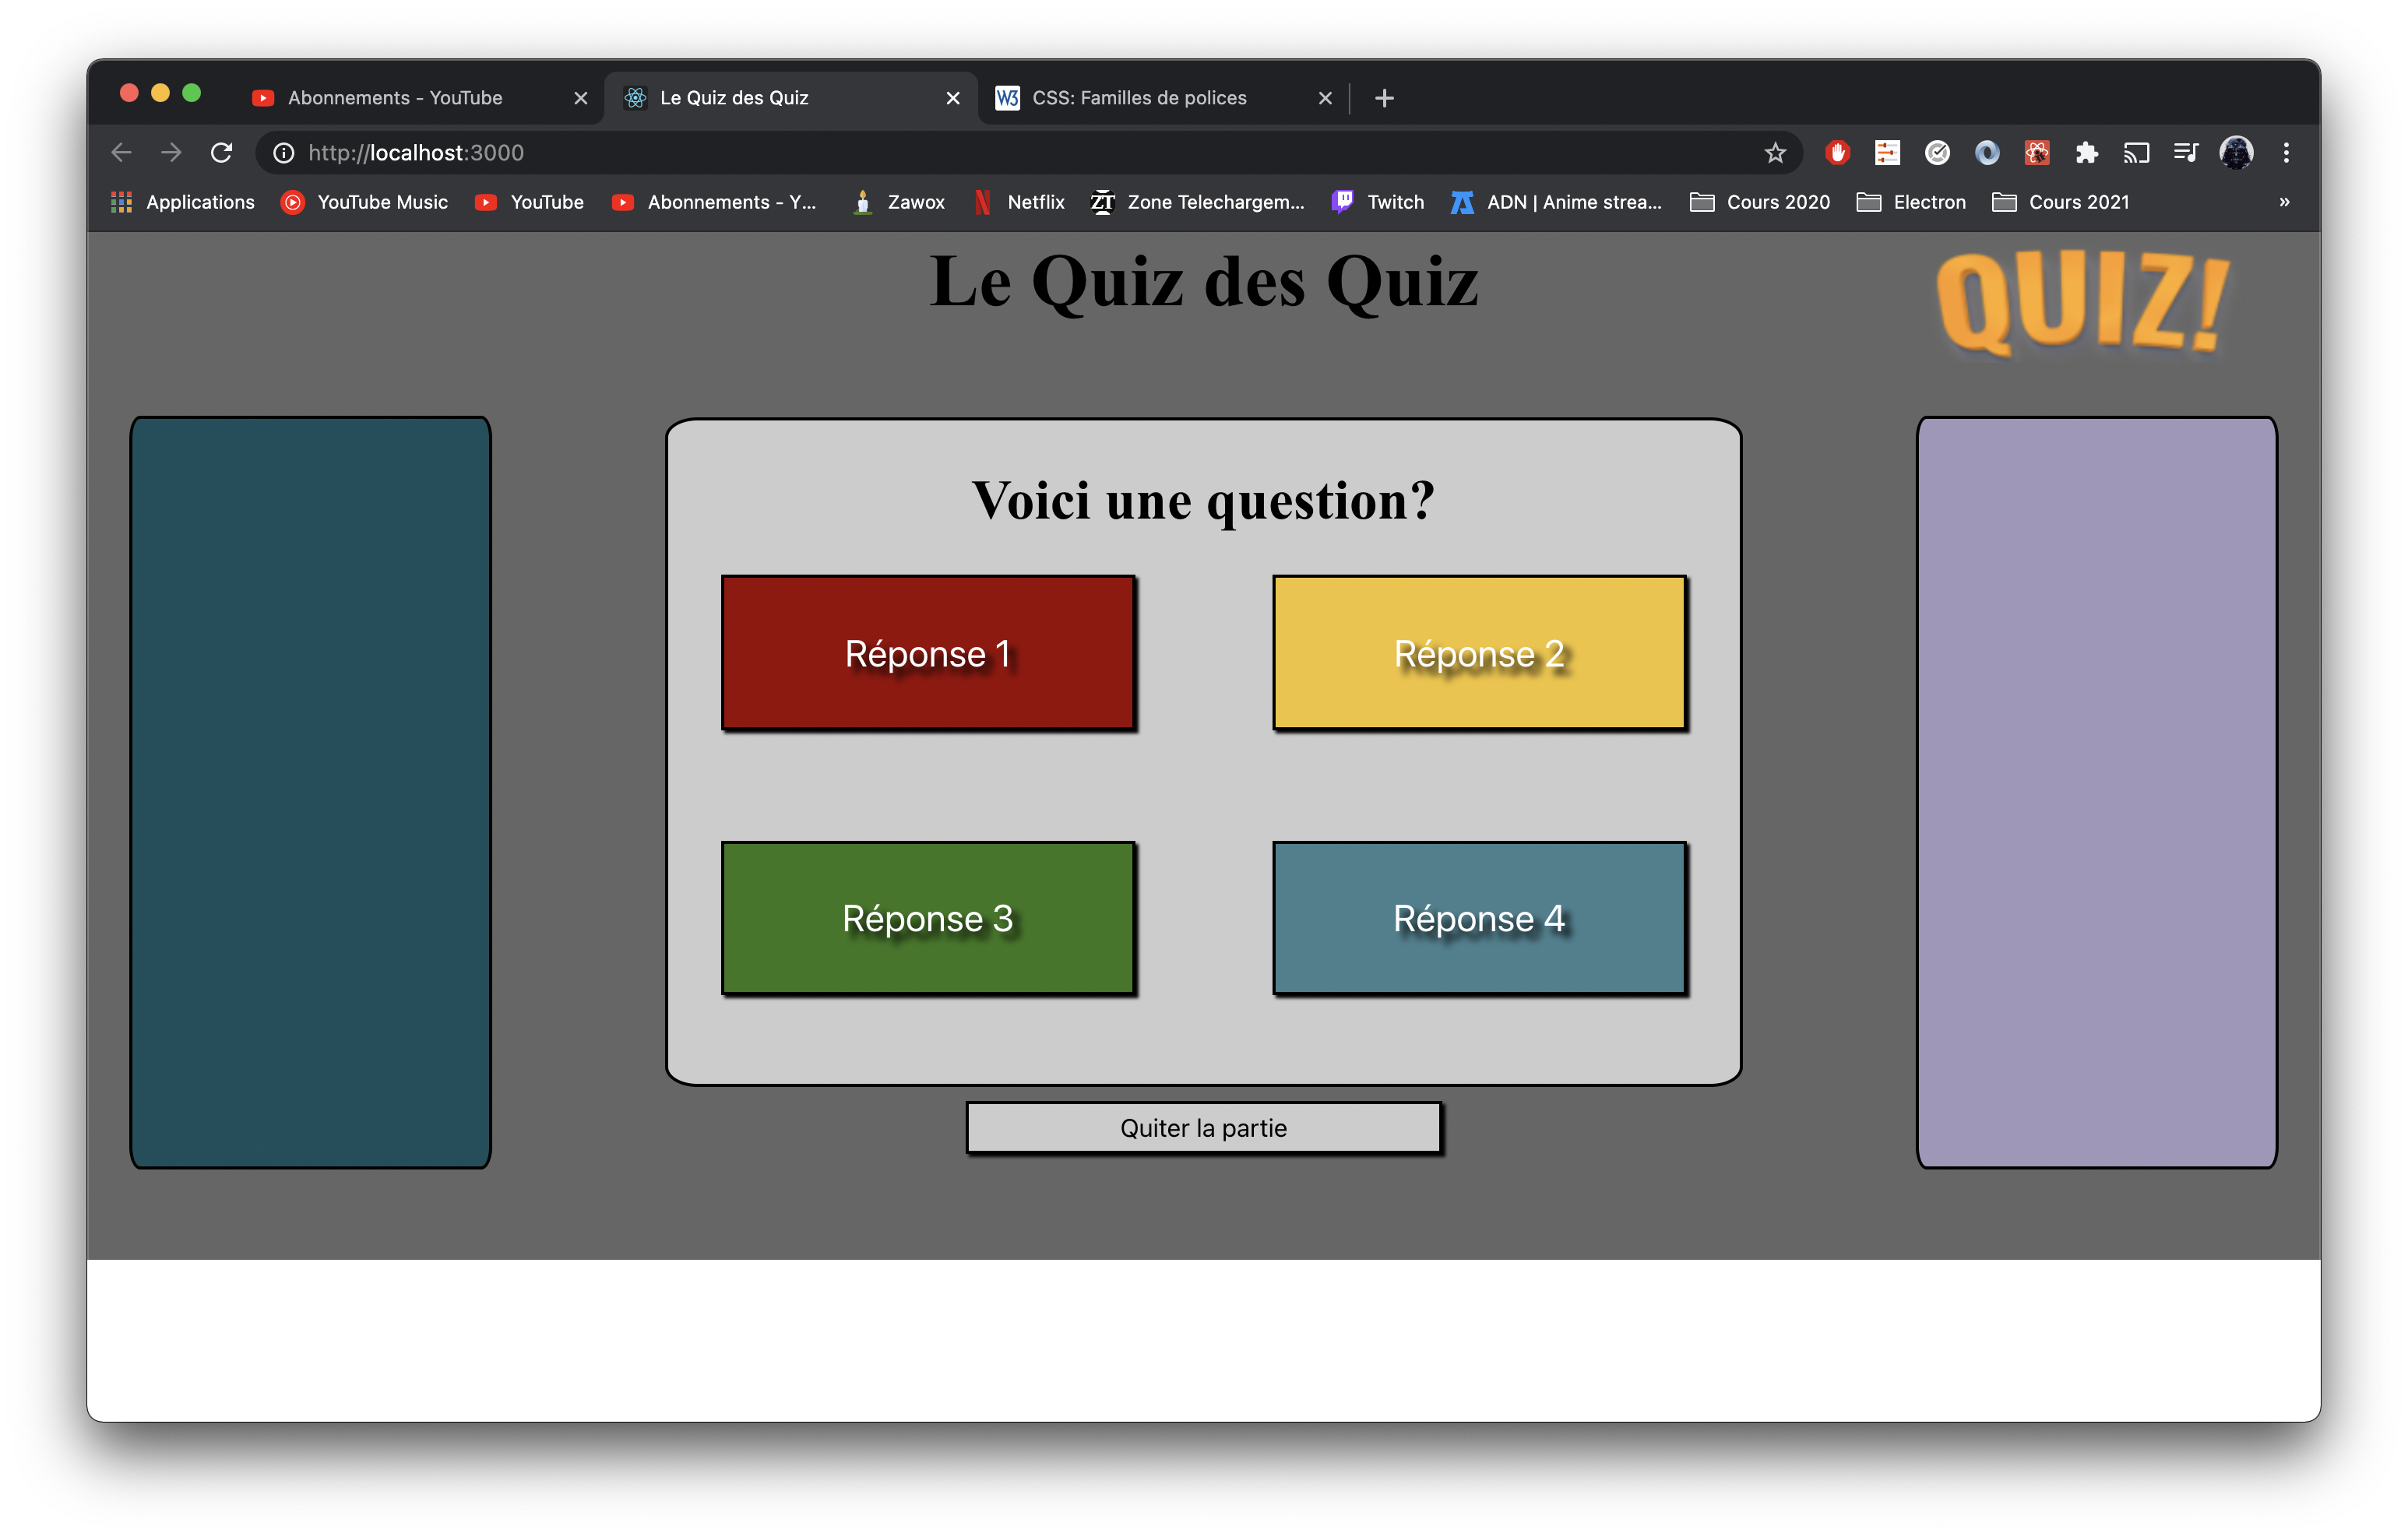 Abonnements - YouTube
Le Quiz des Quiz
W3 CSS: Familles de polices
http://localhost:3000
Applications YouTube Music YouTube Abonnements - Y... Zawox N Netflix ZT Zone Telechargem... Twitch ADN | Anime strea... Cours 2020 Electron Cours 2021 »
Le Quiz des Quiz
QUIZ!
Voici une question?
Réponse 1
Réponse 2
Réponse 3
Réponse 4
Quiter la partie